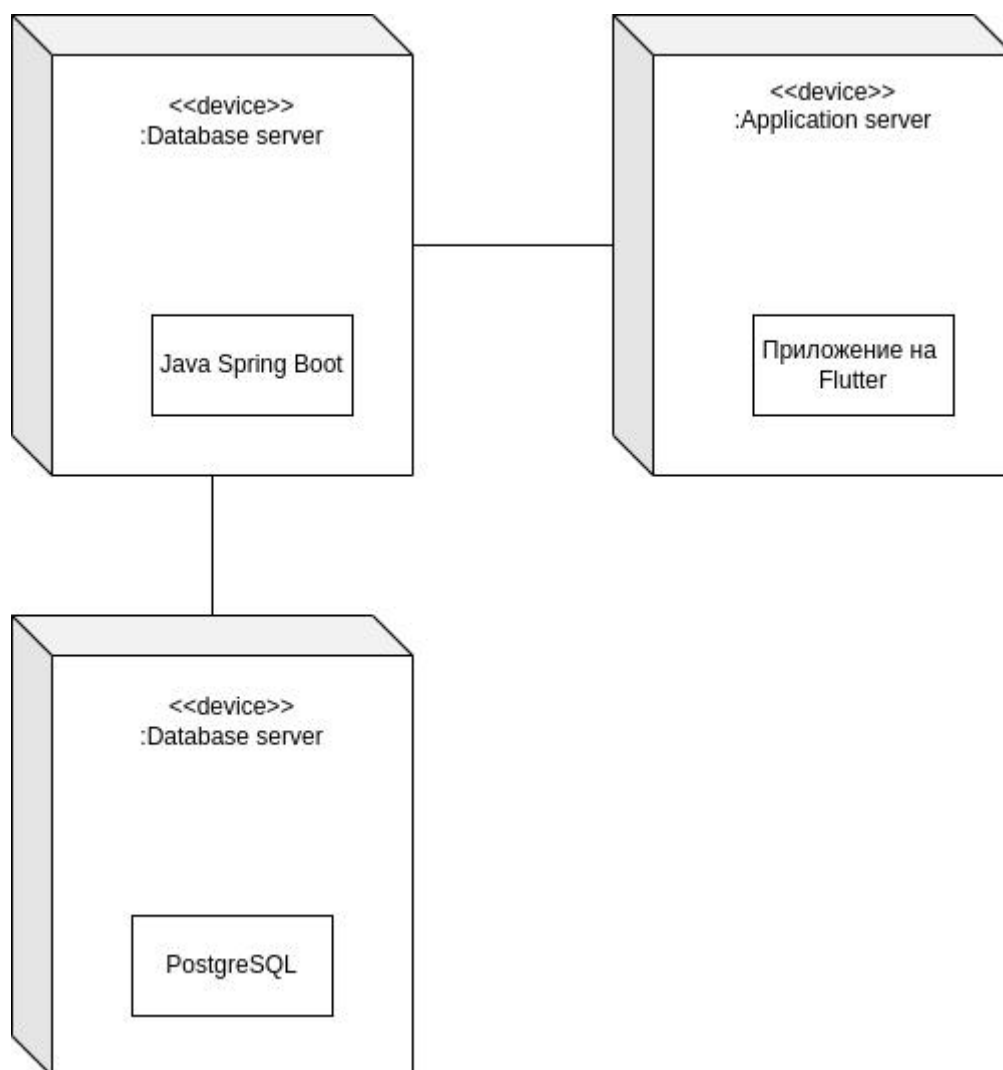 <<device>>
:Database server
Java Spring Boot
<<device>>
:Application server
Приложение на
Flutter
<<device>>
:Database server
PostgreSQL